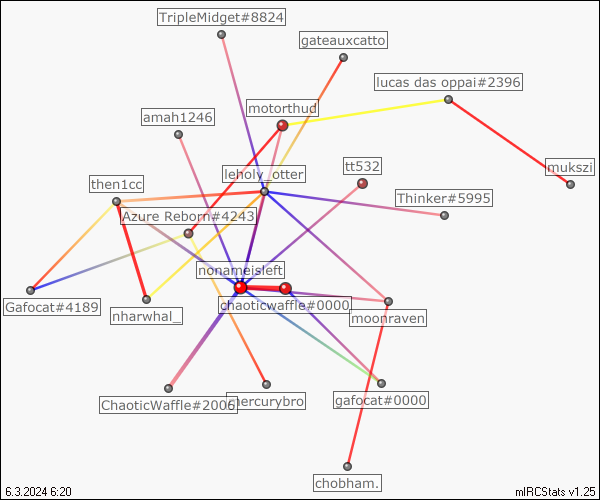 TripleMidget#8824
gateauxcatto
lucas das oppai#2396
motorthud
amah1246
tt532
mukszi
leholy_otter
then1cc
Thinker#5995
Azure Reborn#4243
nonameisleft
Gafocat#4189
chaoticwaffle#0000
nharwhal_
moonraven
ChaoticWaffle#2006
mercurybro
gafocat#0000
chobham.
6.3.2024 6:20
mIRCStats v1.25